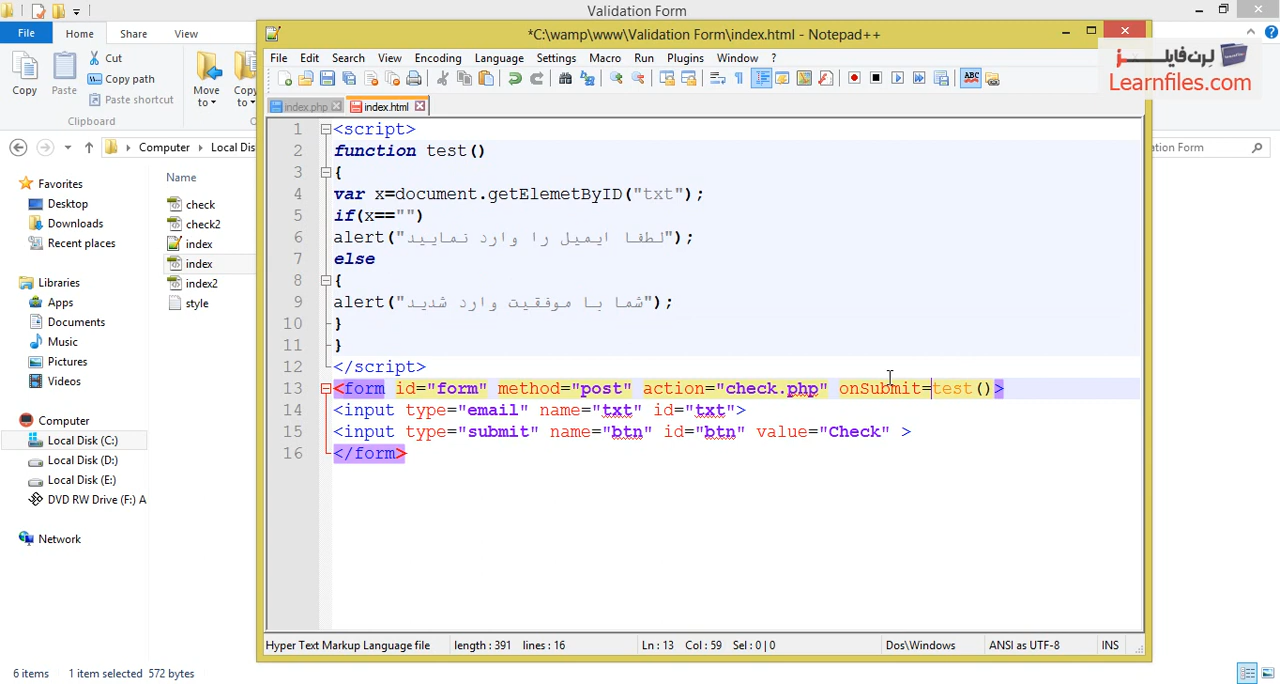 Validation Form
File Home Share View
Copy Paste Cut Copy path Paste shortcut Move to Copy to
Clipboard
Computer Local Dis
ation Form
Favorites
Desktop
Downloads
Recent places
Libraries
Apps
Documents
Music
Pictures
Videos
Computer
Local Disk (C:)
Local Disk (D:)
Local Disk (E:)
DVD RW Drive (F:) A
Network
Name
check
check2
index
index
index2
style
6 items 1 item selected 572 bytes
*C:\wamp\www\Validation Form\index.html - Notepad++
File Edit Search View Encoding Language Settings Macro Run Plugins Window ?
ABC
index.php index.html
1 <script>
2 function test()
3 {
4 var x=document.getElemetByID("txt");
5 if(x=="")
6 alert("لطفا ایمیل را وارد نمایید");
7 else
8 {
9 alert("شما با موفقیت وارد شدید");
10 }
11 }
12 </script>
13 <form id="form" method="post" action="check.php" onSubmit=test()>
14 <input type="email" name="txt" id="txt">
15 <input type="submit" name="btn" id="btn" value="Check" >
16 </form>
Hyper Text Markup Language file length : 391 lines : 16 Ln : 13 Col : 59 Sel : 0 | 0 Dos\Windows ANSI as UTF-8 INS
لرن فایلز
Learnfiles.com